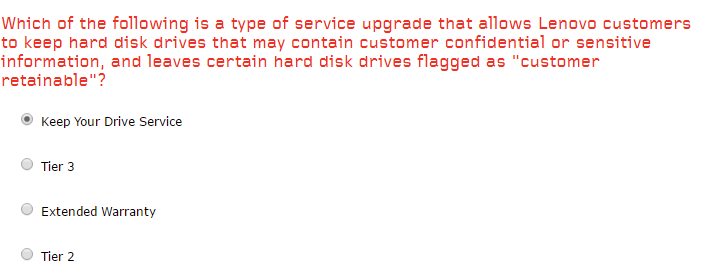 Which of the following is a type of service upgrade that allows Lenovo customers
to keep hard disk drives that may contain customer confidential or sensitive
information, and leaves certain hard disk drives flagged as "customer
retainable"?
Keep Your Drive Service
Tier 3
Extended Warranty
Tier 2